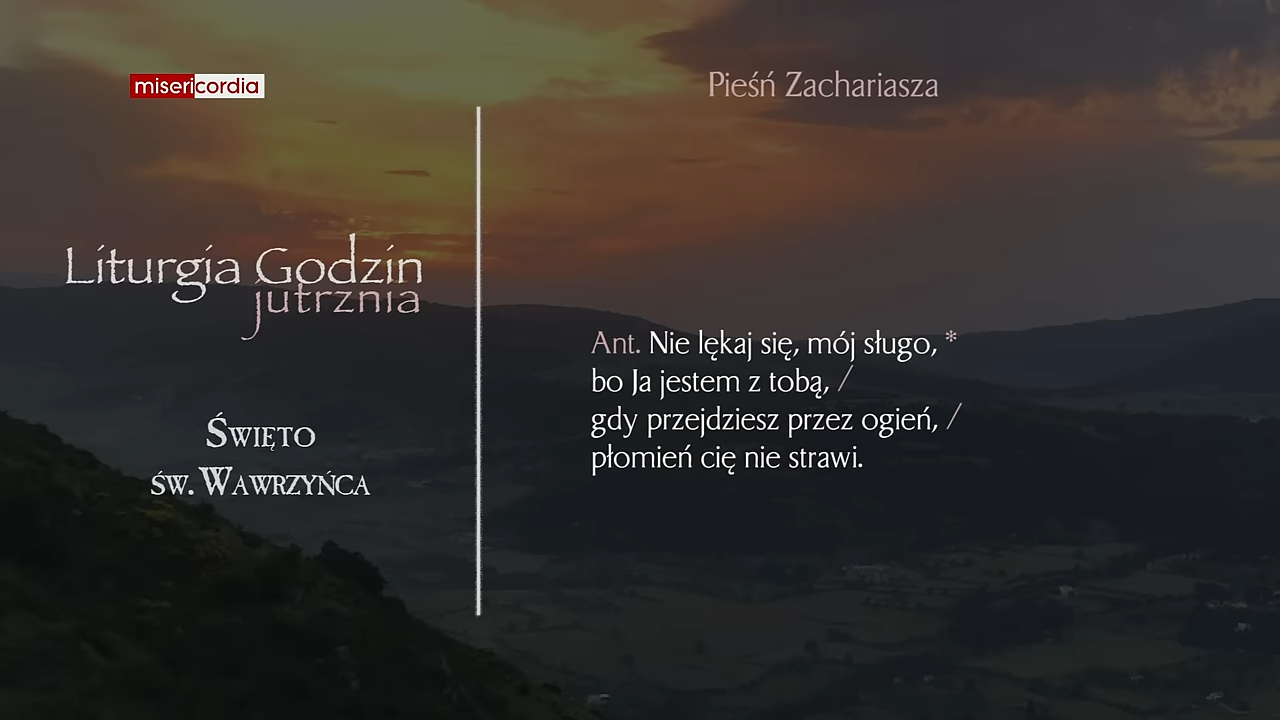 misericordia
Pieśń Zachariasza
Liturgia Godzin
jutrznia
Święto
św. Wawrzyńca
Ant. Nie lękaj się, mój sługo, *
bo Ja jestem z tobą, /
gdy przejdziesz przez ogień, /
płomień cię nie strawi.